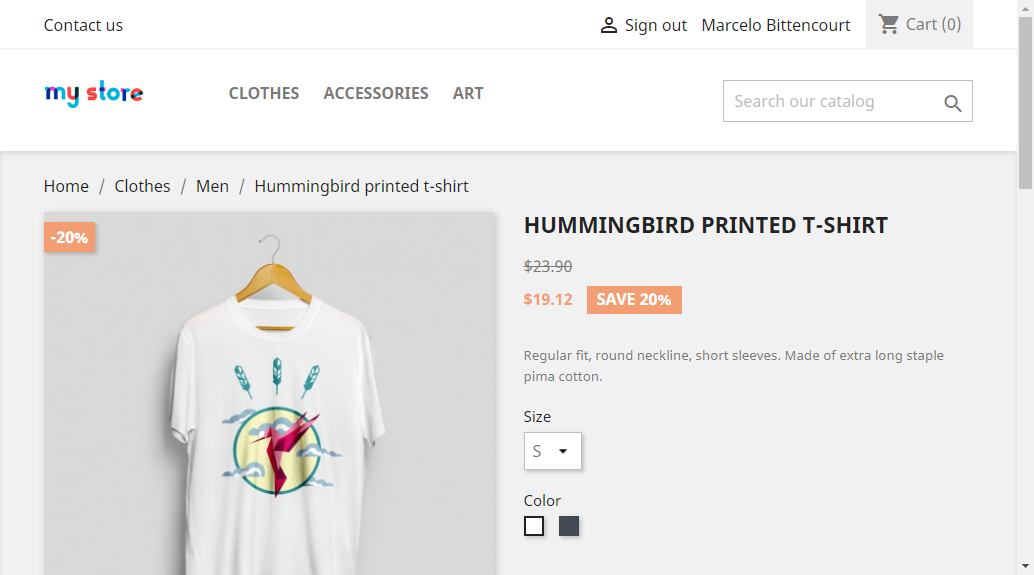 Contact us
Sign out
Marcelo Bittencourt
Cart (0)
my store
CLOTHES
ACCESSORIES
ART
Search our catalog
Home / Clothes / Men / Hummingbird printed t-shirt
-20%
HUMMINGBIRD PRINTED T-SHIRT
$23.90
$19.12
SAVE 20%
Regular fit, round neckline, short sleeves. Made of extra long staple
pima cotton.
Size
S
Color